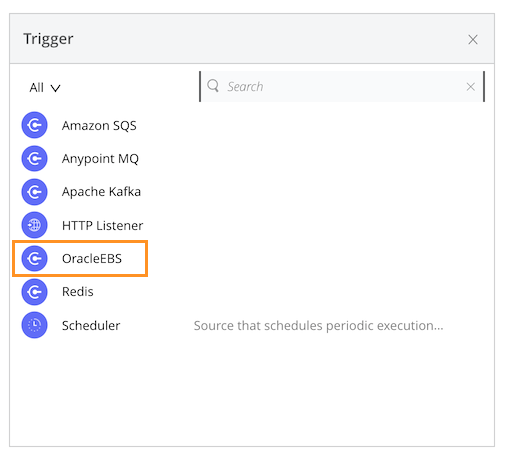 Trigger
All
Search
Amazon SQS
Anypoint MQ
Apache Kafka
HTTP Listener
OracleEBS
Redis
Scheduler Source that schedules periodic execution...